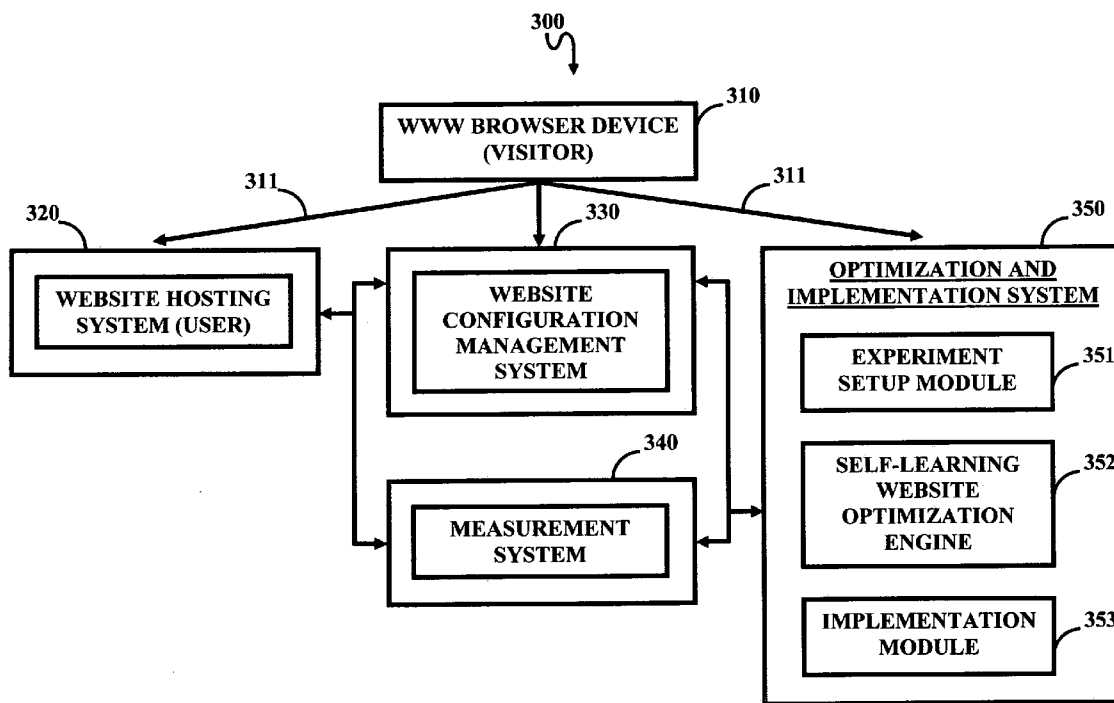 300
310
WWW BROWSER DEVICE
(VISITOR)
311
311
320
330
350
WEBSITE HOSTING
SYSTEM (USER)
WEBSITE
CONFIGURATION
MANAGEMENT
SYSTEM
OPTIMIZATION AND
IMPLEMENTATION SYSTEM
EXPERIMENT
SETUP MODULE
351
340
MEASUREMENT
SYSTEM
SELF-LEARNING
WEBSITE
OPTIMIZATION
ENGINE
352
IMPLEMENTATION
MODULE
353